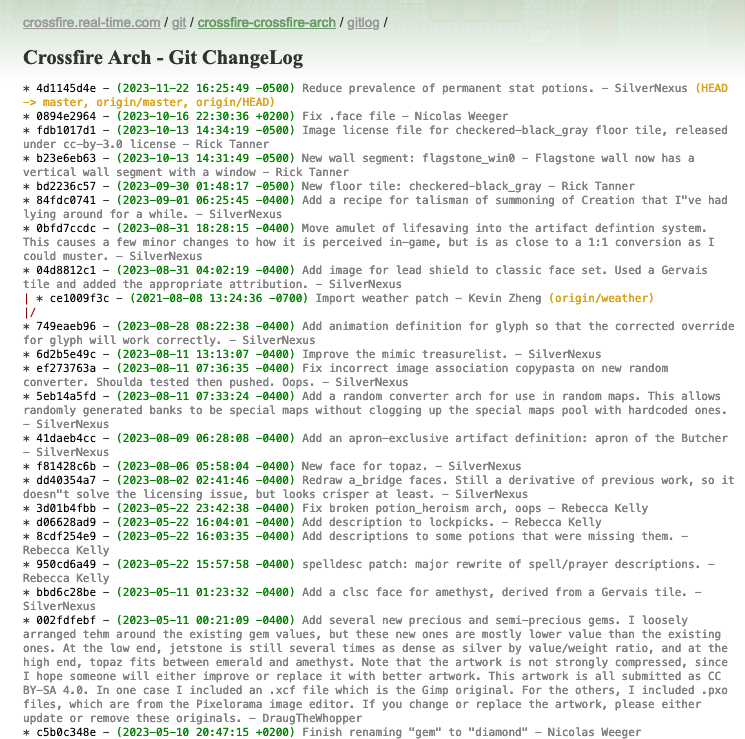 crossfire.real-time.com / git / crossfire-crossfire-arch / gitlog /
Crossfire Arch - Git ChangeLog
* 4d1145d4e - (2023-11-22 16:25:49 -0500) Reduce prevalence of permanent stat potions. - SilverNexus (HEAD
-> master, origin/master, origin/HEAD)
* 0894e2964 - (2023-10-16 22:30:36 +0200) Fix .face file - Nicolas Weeger
* fdb1017d1 - (2023-10-13 14:34:19 -0500) Image license file for checkered-black_gray floor tile, released
under cc-by-3.0 license - Rick Tanner
* b23e6eb63 - (2023-10-13 14:31:49 -0500) New wall segment: flagstone_win0 - Flagstone wall now has a
vertical wall segment with a window - Rick Tanner
* bd2236c57 - (2023-09-30 01:48:17 -0500) New floor tile: checkered-black_gray - Rick Tanner
* 84fdc0741 - (2023-09-01 06:25:45 -0400) Add a recipe for talisman of summoning of Creation that I"ve had
lying around for a while. - SilverNexus
* 0bfd7ccdc - (2023-08-31 18:28:15 -0400) Move amulet of lifesaving into the artifact defintion system.
This causes a few minor changes to how it is perceived in-game, but is as close to a 1:1 conversion as I
could muster. - SilverNexus
* 04d8812c1 - (2023-08-31 04:02:19 -0400) Add image for lead shield to classic face set. Used a Gervais
tile and added the appropriate attribution. - SilverNexus
| * ce1009f3c - (2021-08-08 13:24:36 -0700) Import weather patch - Kevin Zheng (origin/weather)
|/
* 749eaeb96 - (2023-08-28 08:22:38 -0400) Add animation definition for glyph so that the corrected override
for glyph will work correctly. - SilverNexus
* 6d2b5e49c - (2023-08-11 13:13:07 -0400) Improve the mimic treasurelist. - SilverNexus
* ef273763a - (2023-08-11 07:36:35 -0400) Fix incorrect image association copypasta on new random
converter. Shoulda tested then pushed. Oops. - SilverNexus
* 5eb14a5fd - (2023-08-11 07:33:24 -0400) Add a random converter arch for use in random maps. This allows
randomly generated banks to be special maps without clogging up the special maps pool with hardcoded ones.
- SilverNexus
* 41daeb4cc - (2023-08-09 06:28:08 -0400) Add an apron-exclusive artifact definition: apron of the Butcher
- SilverNexus
* f81428c6b - (2023-08-06 05:58:04 -0400) New face for topaz. - SilverNexus
* dd40354a7 - (2023-08-02 02:41:46 -0400) Redraw a_bridge faces. Still a derivative of previous work, so it
doesn"t solve the licensing issue, but looks crisper at least. - SilverNexus
* 3d01b4fbb - (2023-05-22 23:42:38 -0400) Fix broken potion_heroism arch, oops - Rebecca Kelly
* d06628ad9 - (2023-05-22 16:04:01 -0400) Add description to lockpicks. - Rebecca Kelly
* 8cdf254e9 - (2023-05-22 16:03:35 -0400) Add descriptions to some potions that were missing them. -
Rebecca Kelly
* 950cd6a49 - (2023-05-22 15:57:58 -0400) spelldesc patch: major rewrite of spell/prayer descriptions. -
Rebecca Kelly
* bbd6c28be - (2023-05-11 01:23:32 -0400) Add a clsc face for amethyst, derived from a Gervais tile. -
SilverNexus
* 002fdfebf - (2023-05-11 00:21:09 -0400) Add several new precious and semi-precious gems. I loosely
arranged tehm around the existing gem values, but these new ones are mostly lower value than the existing
ones. At the low end, jetstone is still several times as dense as silver by value/weight ratio, and at the
high end, topaz fits between emerald and amethyst. Note that the artwork is not strongly compressed, since
I hope someone will either improve or replace it with better artwork. This artwork is all submitted as CC
BY-SA 4.0. In one case I included an .xcf file which is the Gimp original. For the others, I included .pxo
files, which are from the Pixelorama image editor. If you change or replace the artwork, please either
update or remove these originals. - DraugTheWhopper
* c5b0c348e - (2023-05-10 20:47:15 +0200) Finish renaming "gem" to "diamond" - Nicolas Weeger